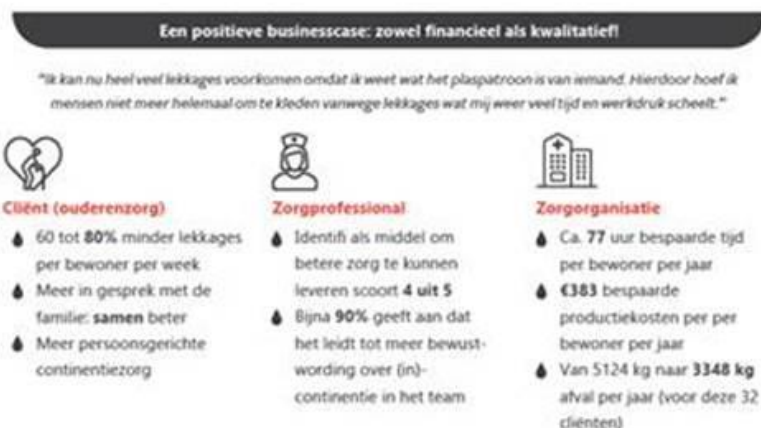 Een positieve businesscase: zowel financieel als kwalitatief!
"Ik kan nu heel veel lekkages voorkomen omdat ik weet wat het plaspatroon is van iemand. Hierdoor hoef ik
mensen niet meer helemaal om te kleden vanwege lekkages wat mij weer veel tijd en werkdruk scheelt."
Cliënt (ouderenzorg)
60 tot 80% minder lekkages
per bewoner per week
Meer in gesprek met de
familie: samen beter
Meer persoonsgerichte
continentiezorg
Zorgprofessional
Identifi als middel om
betere zorg te kunnen
leveren scoort 4 uit 5
Bijna 90% geeft aan dat
het leidt tot meer bewust-
wording over (in)-
continentie in het team
Zorgorganisatie
Ca. 77 uur bespaarde tijd
per bewoner per jaar
€383 bespaarde
productiekosten per per
bewoner per jaar
Van 5124 kg naar 3348 kg
afval per jaar (voor deze 32
cliënten)